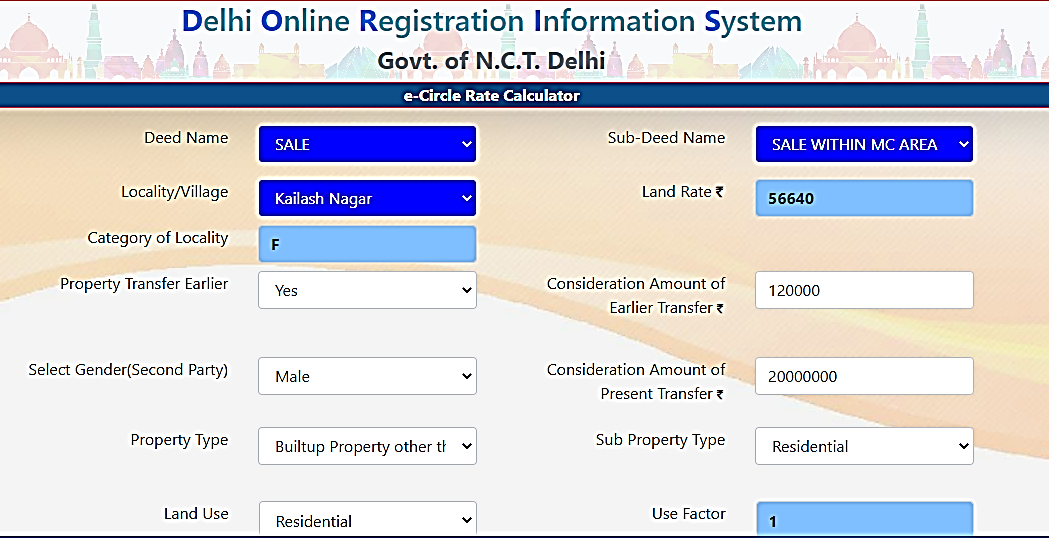 Delhi Online Registration Information System
Govt. of N.C.T. Delhi
e-Circle Rate Calculator
Deed Name SALE Sub-Deed Name SALE WITHIN MC AREA
Locality/Village Kailash Nagar Land Rate ₹ 56640
Category of Locality F
Property Transfer Earlier Yes Consideration Amount of
Earlier Transfer ₹ 120000
Select Gender(Second Party) Male Consideration Amount of
Present Transfer ₹ 20000000
Property Type Builtup Property other th Sub Property Type Residential
Land Use Residential Use Factor 1